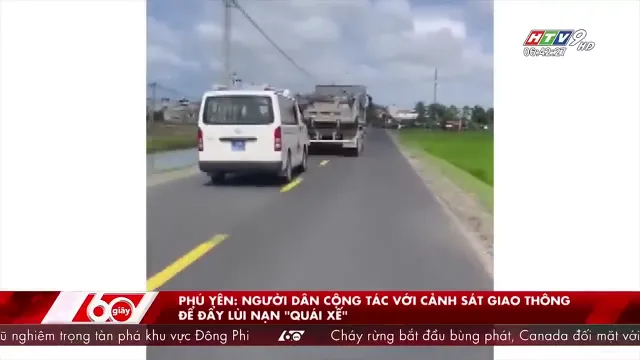 HTV9 HD
06:42:27
60 giây
PHÚ YÊN: NGƯỜI DÂN CỘNG TÁC VỚI CẢNH SÁT GIAO THÔNG
ĐỂ ĐẨY LÙI NẠN "QUÁI XẾ"
ũ nghiêm trọng tàn phá khu vực Đông Phi
Cháy rừng bắt đầu bùng phát, Canada đối mặt với